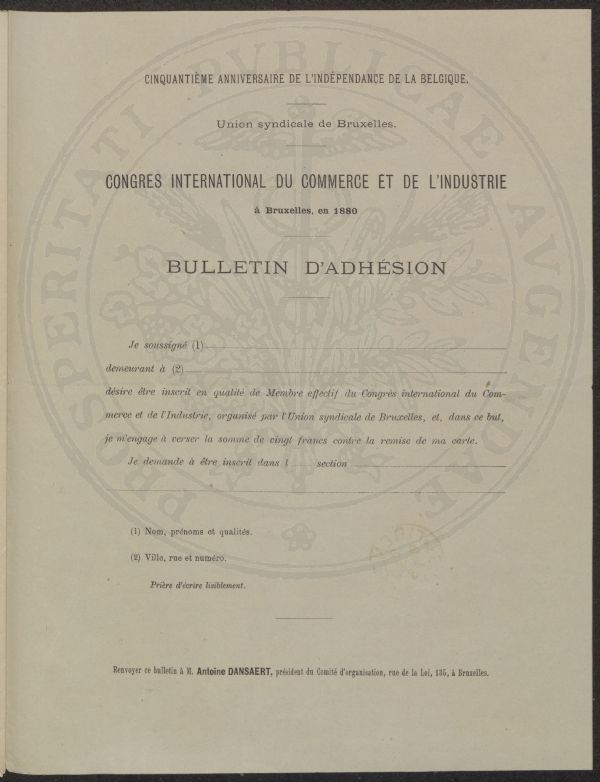 CINQUANTIÈME ANNIVERSAIRE DE L'INDÉPENDANCE DE LA BELGIQUE.
Union syndicale de Bruxelles.
CONGRES INTERNATIONAL DU COMMERCE ET DE L'INDUSTRIE
à Bruxelles, en 1880
BULLETIN D'ADHÉSION
Je soussigné (1)
demeurant à (2)
désire être inscrit en qualité de Membre effectif du Congrès international du Com-
merce et de l'Industrie, organisé par l'Union syndicale de Bruxelles, et, dans ce but,
je m'engage à verser la somme de vingt francs contre la remise de ma carte.
Je demande à être inscrit dans l section
(1) Nom, prénoms et qualités.
(2) Ville, rue et numéro.
Prière d'écrire lisiblement.
Renvoyer ce bulletin à M. Antoine DANSAERT, président du Comité d'organisation, rue de la Loi, 135, à Bruxelles.
PROSPERITATI PVBLICAE AVGENDAE